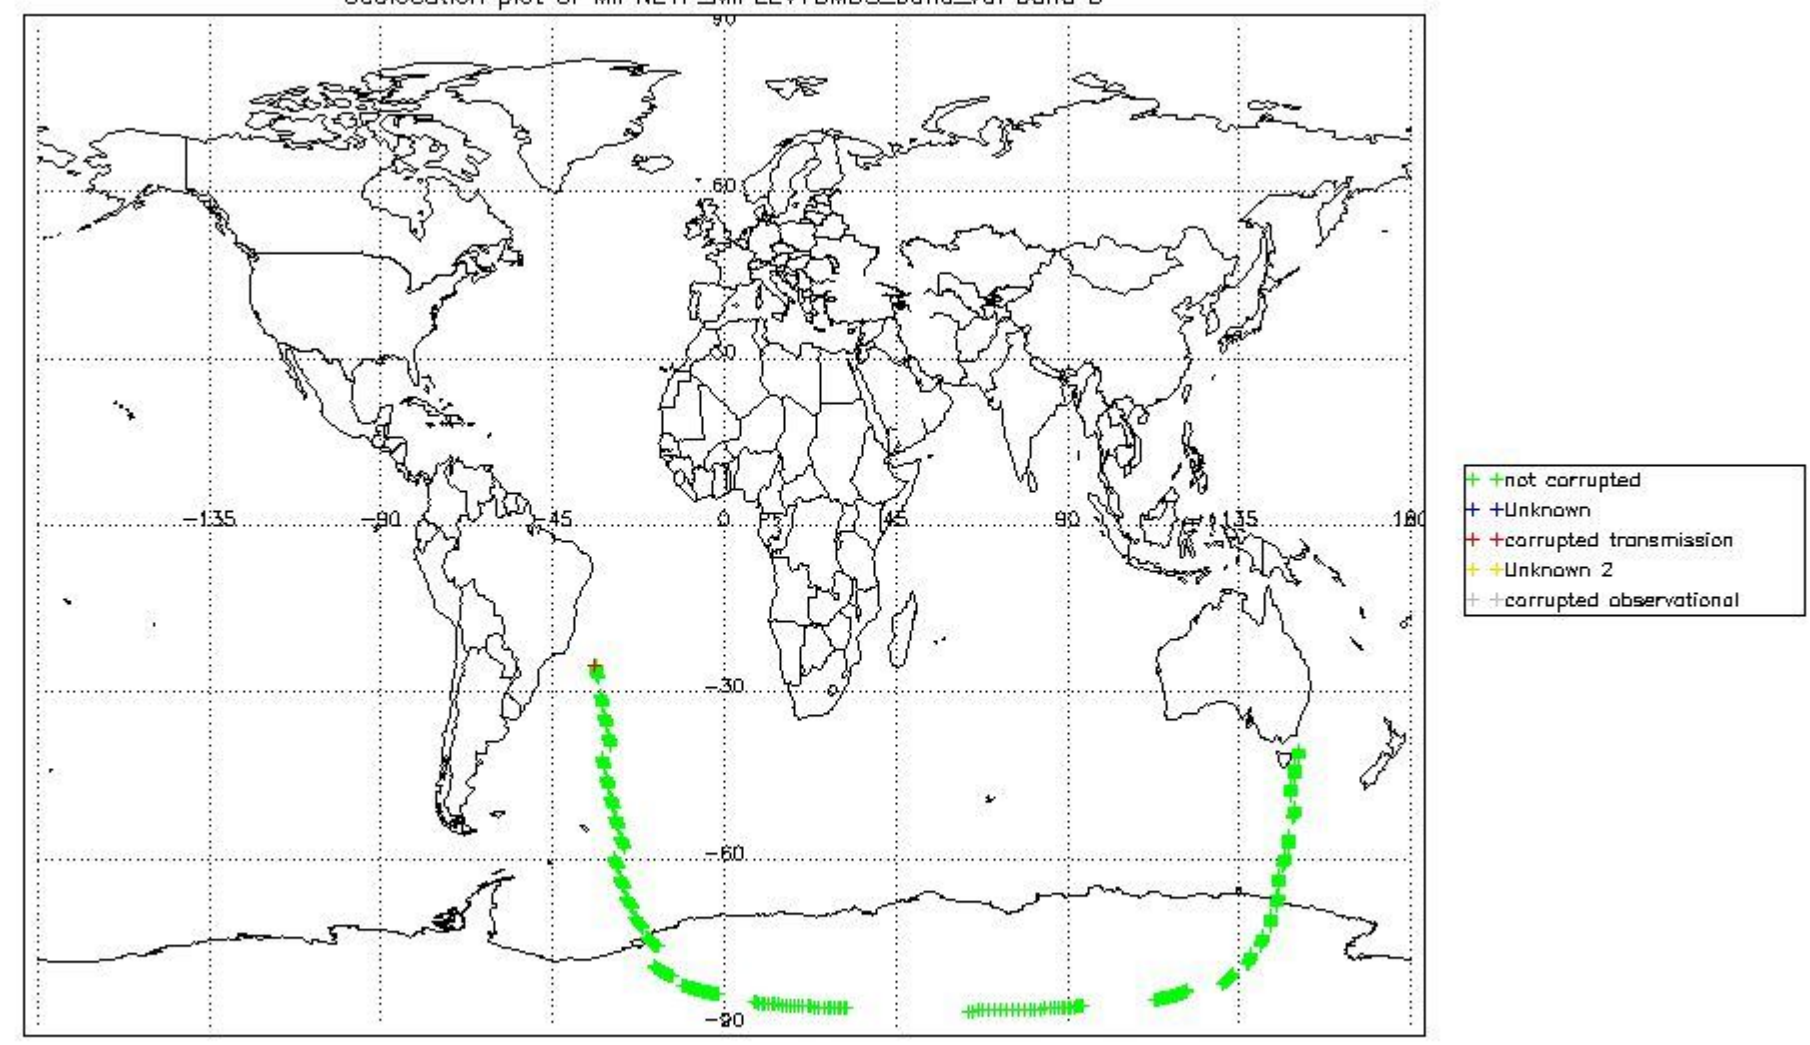 90
60
30
-135 -90 -45 0 45 90 135 180
-30
-60
-90
not corrupted
Unknown
corrupted transmission
Unknown 2
corrupted observational